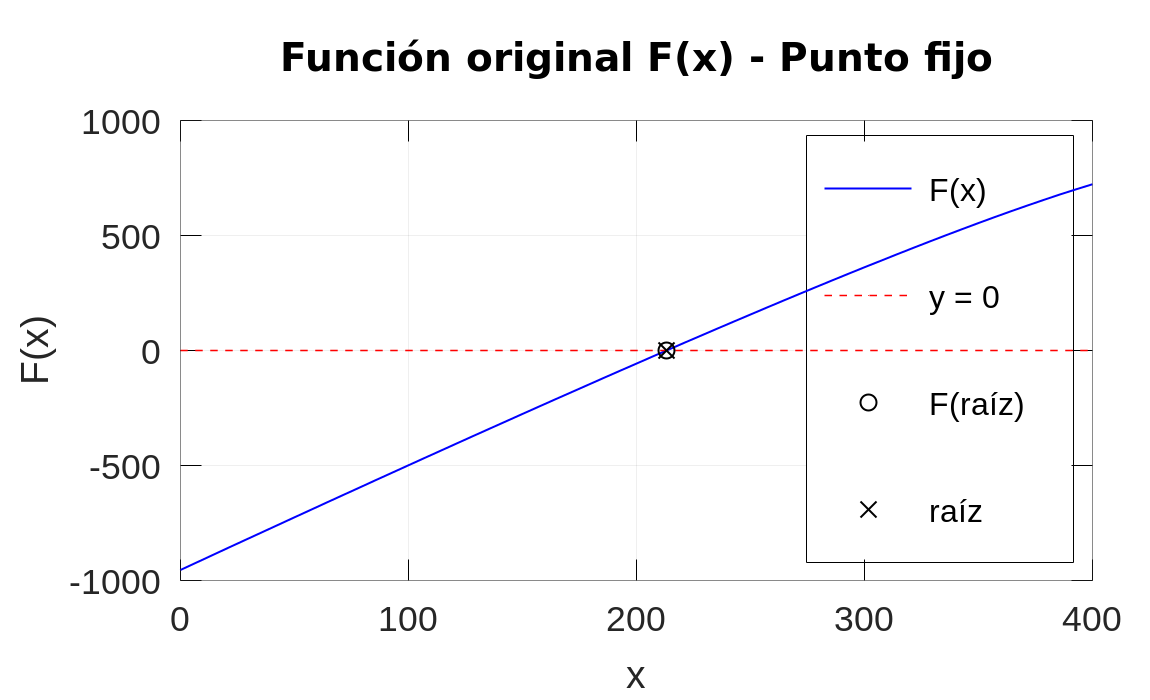 Función original F(x) - Punto fijo
1000
500
0
-500
-1000
F(x)
F(x)
y = 0
F(raíz)
raíz
0
100
200
300
400
x